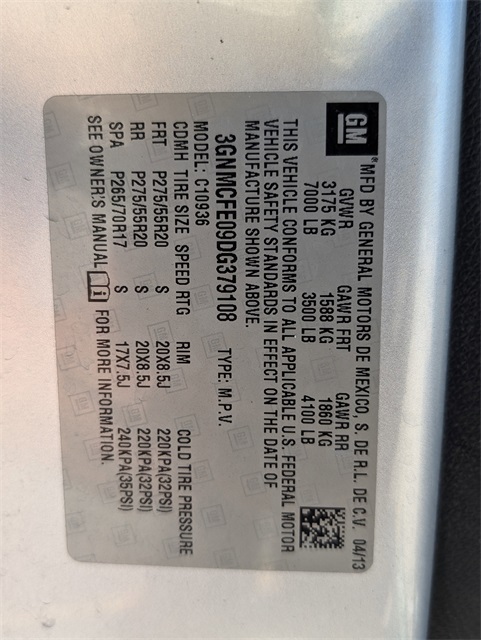 GM
®MFD BY GENERAL MOTORS DE MEXICO, S. DE R.L. DE C.V. 04/13
GVWR GAWR FRT GAWR RR
3175 KG 1588 KG 1860 KG
7000 LB 3500 LB 4100 LB
THIS VEHICLE CONFORMS TO ALL APPLICABLE U.S. FEDERAL MOTOR
VEHICLE SAFETY STANDARDS IN EFFECT ON THE DATE OF
MANUFACTURE SHOWN ABOVE.
3GNMCFE09DG379108 TYPE: M.P.V.
MODEL: C10936
CDMH TIRE SIZE SPEED RTG RIM COLD TIRE PRESSURE
FRT P275/55R20 S 20X8.5J 220KPA(32PSI)
RR P275/55R20 S 20X8.5J 220KPA(32PSI)
SPA P265/70R17 S 17X7.5J 240KPA(35PSI)
SEE OWNER'S MANUAL FOR MORE INFORMATION.